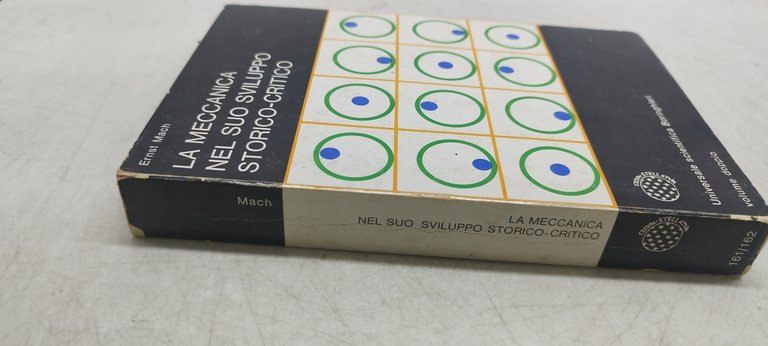 Ernst Mach
LA MECCANICA
NEL SUO SVILUPPO
STORICO-CRITICO
Universale scientifica Boringhieri
volume doppio
Mach
LA MECCANICA
NEL SUO SVILUPPO STORICO-CRITICO
161/162